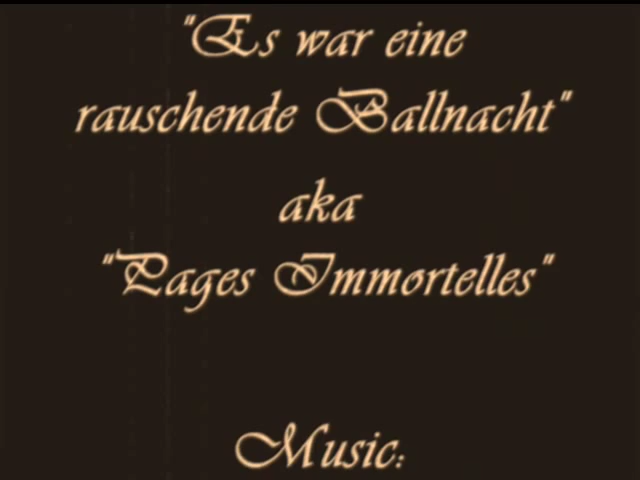 "Es war eine
rauschende Ballnacht"
aka
"Pages Immortelles"
Music: